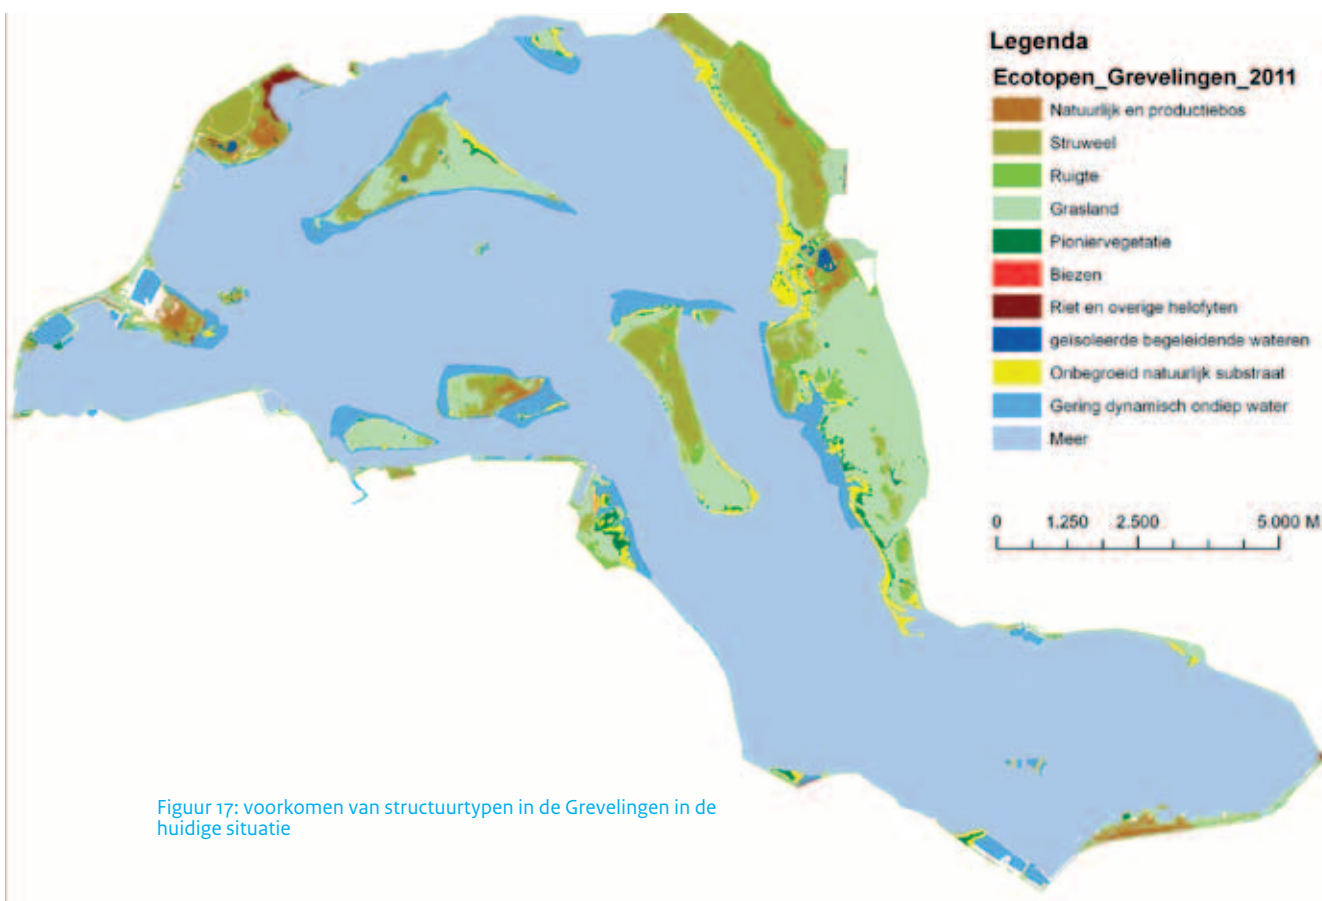 Legenda
Ecotopen_Grevelingen_2011
Natuurlijk en productiebos
Struweel
Ruigte
Grasland
Pioniervegetatie
Biezen
Riet en overige helofyten
geïsoleerde begeleidende wateren
Onbegroeid natuurlijk substraat
Gering dynamisch ondiep water
Meer
0 1.250 2.500 5.000 M
Figuur 17: voorkomen van structuurtypen in de Grevelingen in de
huidige situatie